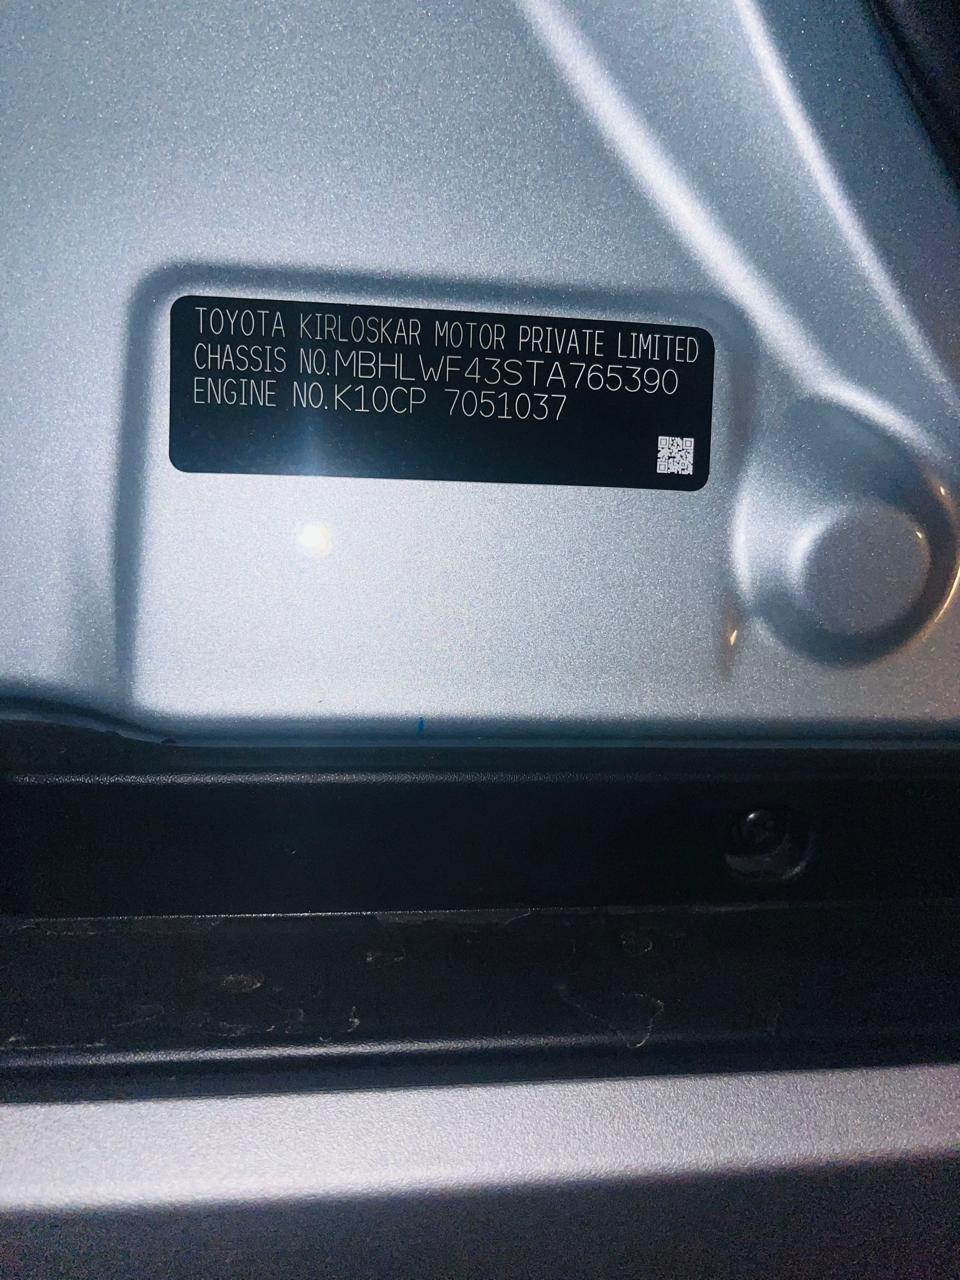 TOYOTA KIRLOSKAR MOTOR PRIVATE LIMITED
CHASSIS NO.MBHLWF43STA765390
ENGINE NO.K10CP 7051037